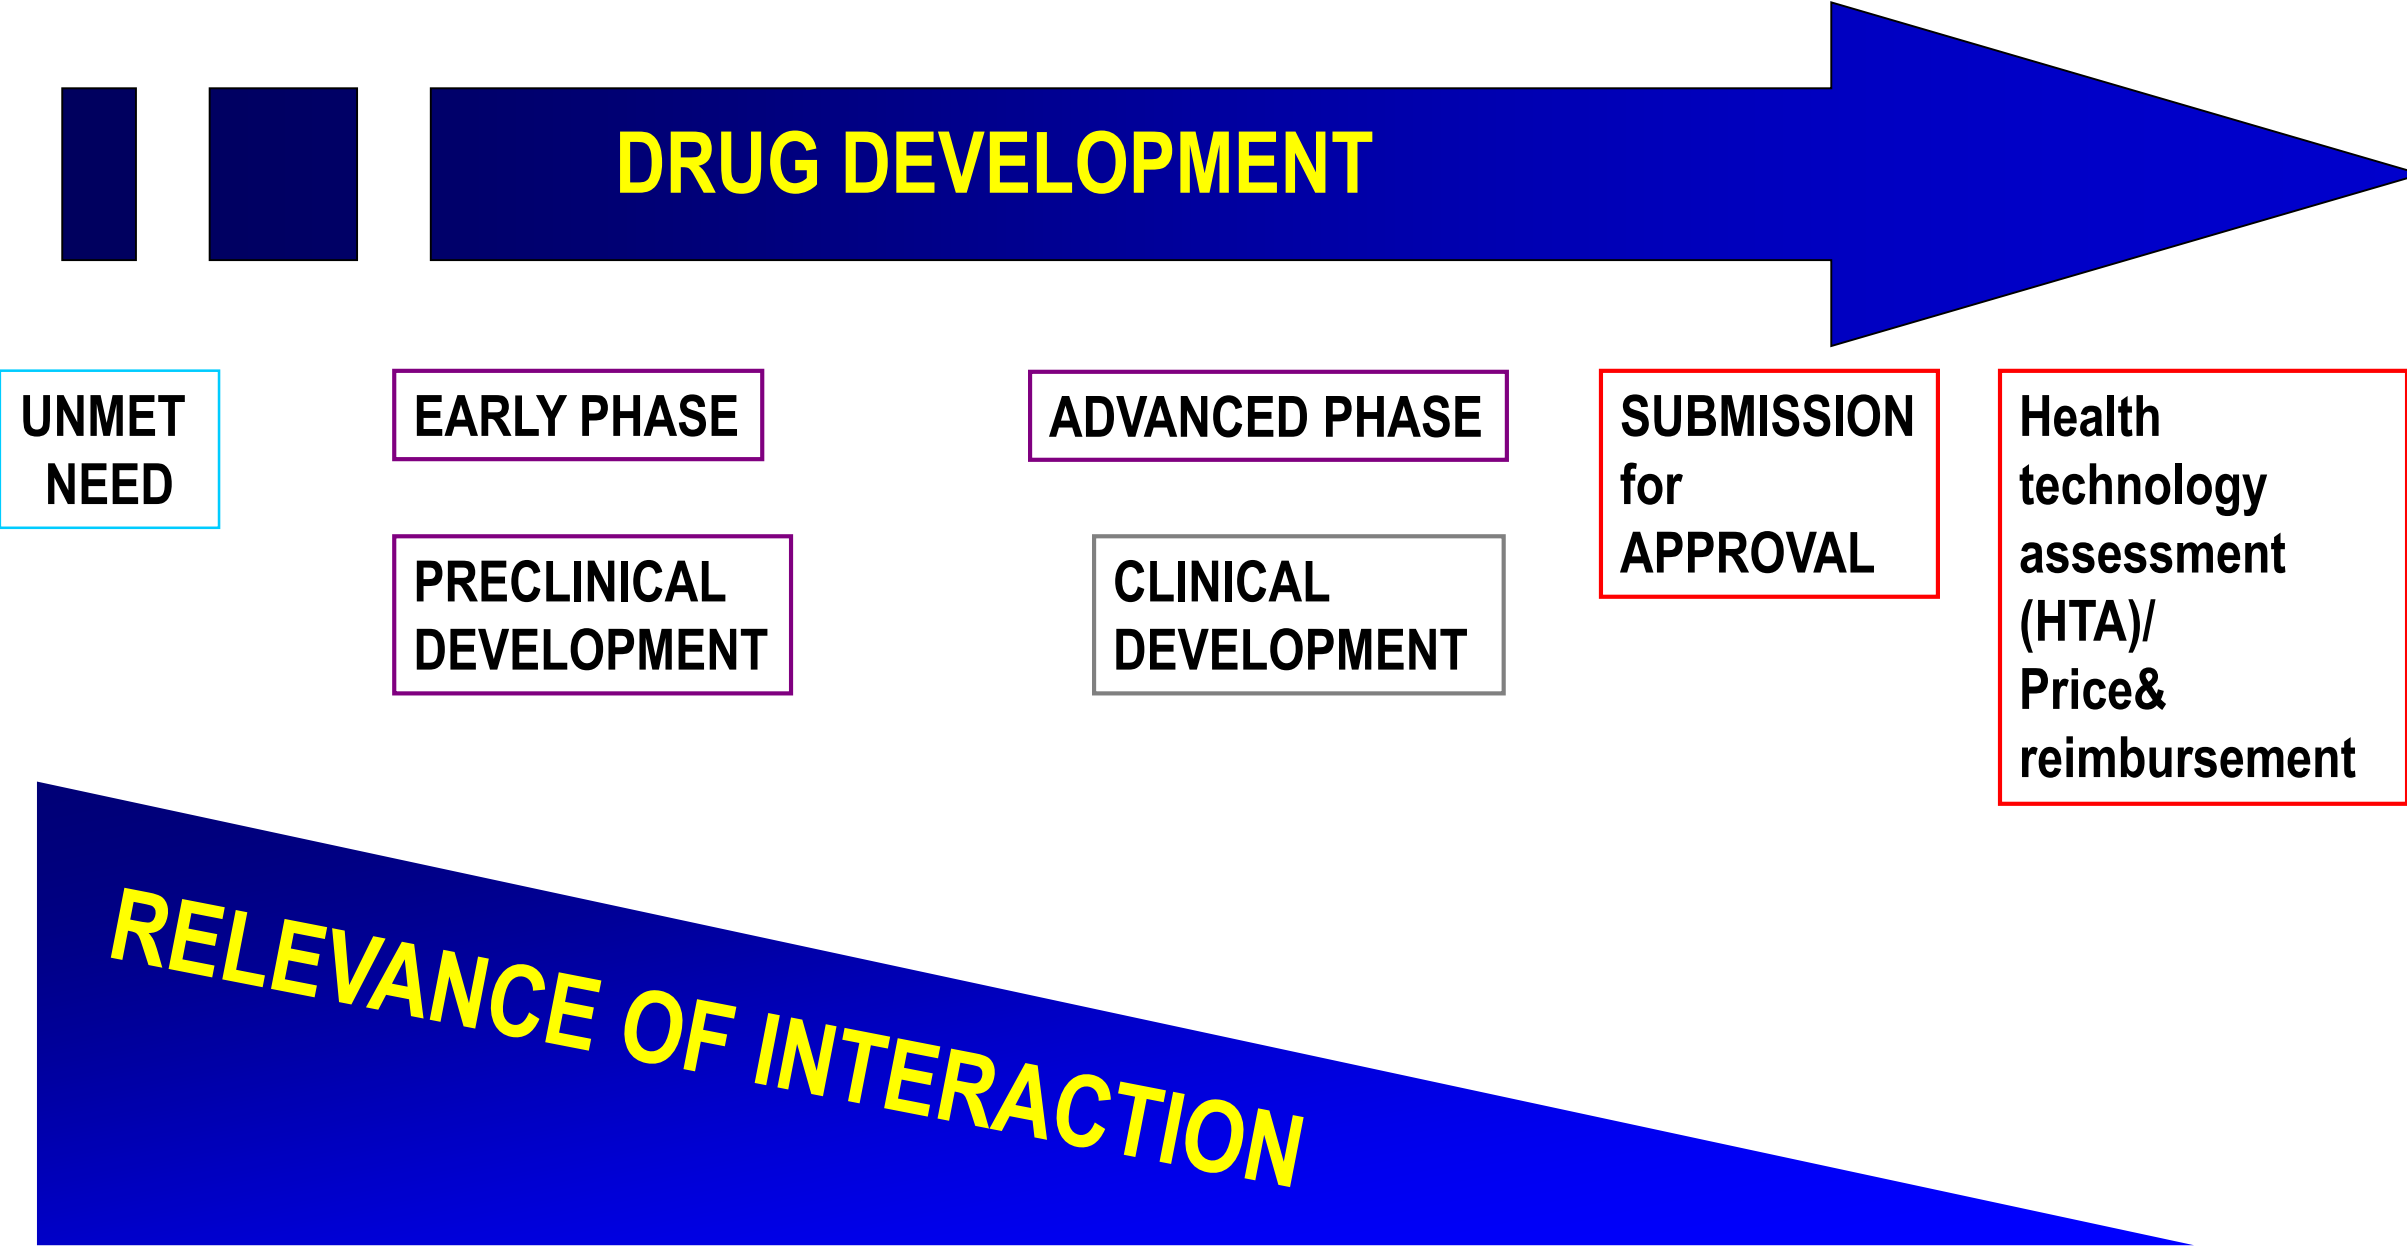 DRUG DEVELOPMENT
UNMET
NEED
EARLY PHASE
PRECLINICAL
DEVELOPMENT
ADVANCED PHASE
CLINICAL
DEVELOPMENT
SUBMISSION
for
APPROVAL
Health
technology
assessment
(HTA)/
Price&
reimbursement
RELEVANCE OF INTERACTION